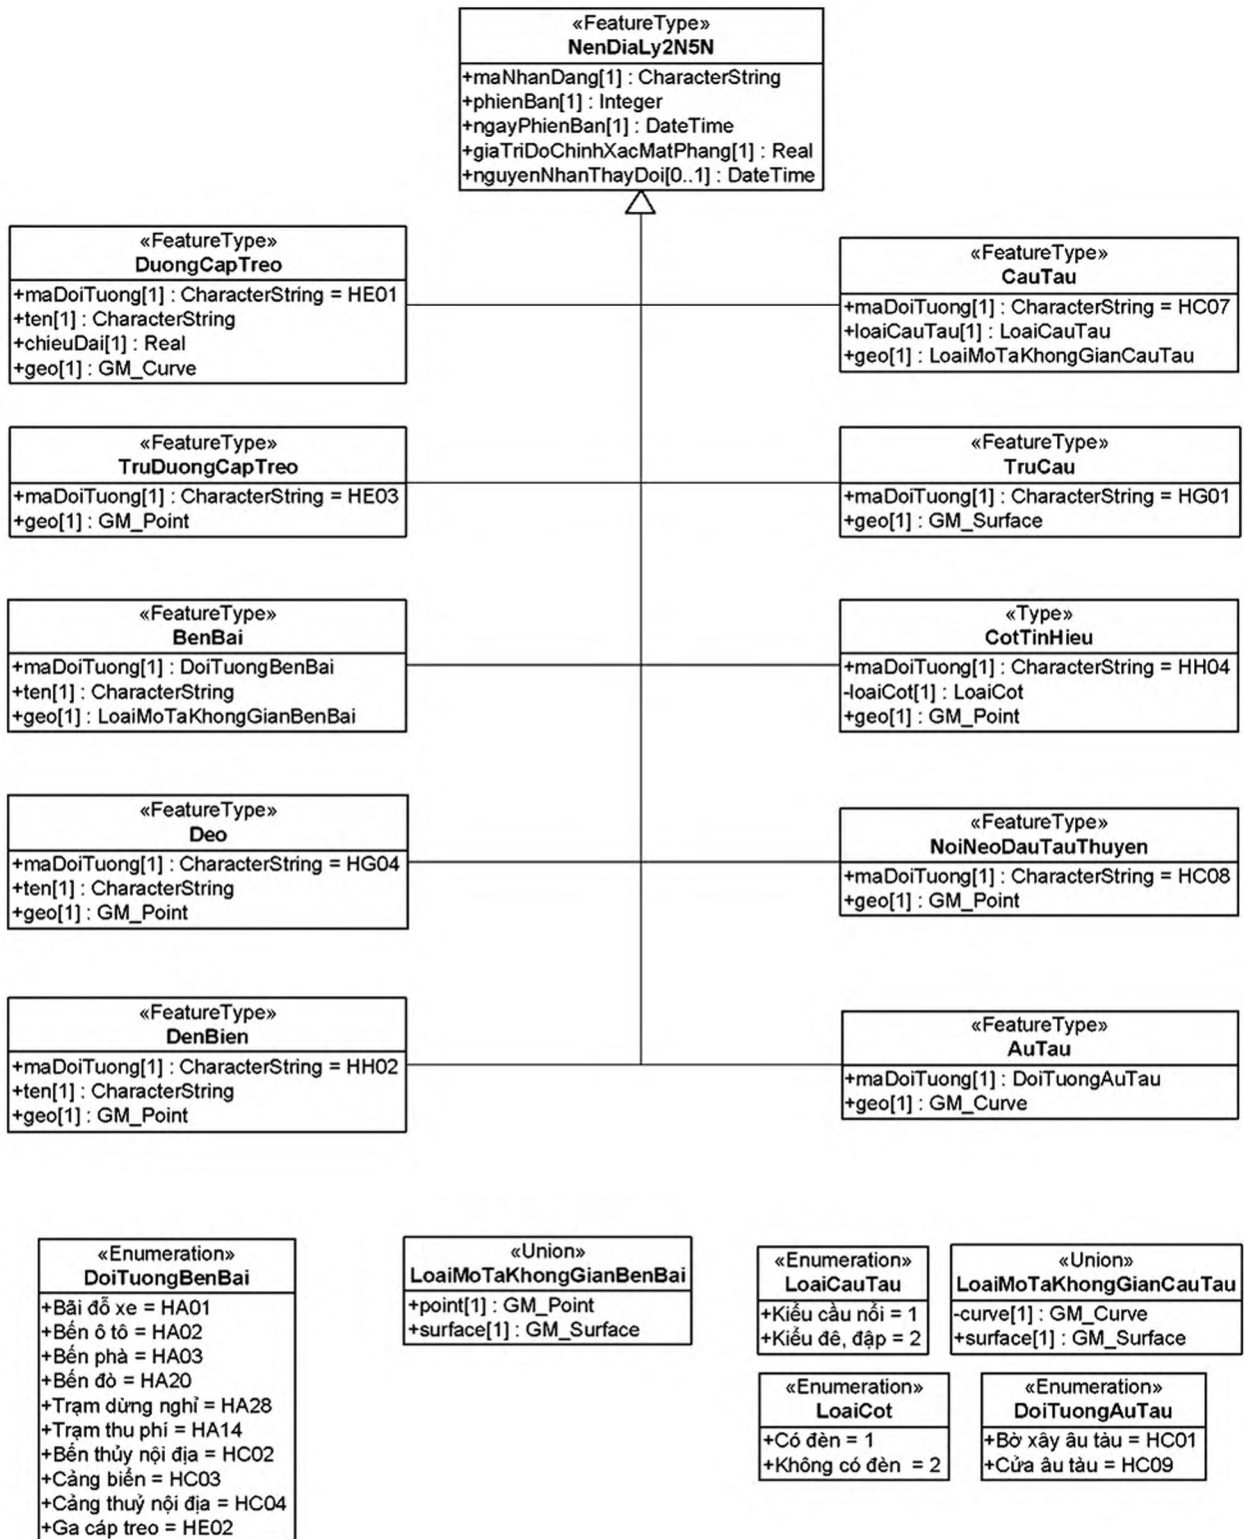 «FeatureType»
NenDiaLy2N5N
+maNhanDang[1] : CharacterString
+phienBan[1] : Integer
+ngayPhienBan[1] : DateTime
+giaTriDoChinhXacMatPhang[1] : Real
+nguyenNhanThayDoi[0..1] : DateTime
«FeatureType»
DuongCapTreo
+maDoiTuong[1] : CharacterString = HE01
+ten[1] : CharacterString
+chieuDai[1] : Real
+geo[1] : GM_Curve
«FeatureType»
CauTau
+maDoiTuong[1] : CharacterString = HC07
+loaiCauTau[1] : LoaiCauTau
+geo[1] : LoaiMoTaKhongGianCauTau
«FeatureType»
TruDuongCapTreo
+maDoiTuong[1] : CharacterString = HE03
+geo[1] : GM_Point
«FeatureType»
TruCau
+maDoiTuong[1] : CharacterString = HG01
+geo[1] : GM_Surface
«FeatureType»
BenBai
+maDoiTuong[1] : DoiTuongBenBai
+ten[1] : CharacterString
+geo[1] : LoaiMoTaKhongGianBenBai
«Type»
CotTinHieu
+maDoiTuong[1] : CharacterString = HH04
-loaiCot[1] : LoaiCot
+geo[1] : GM_Point
«FeatureType»
Deo
+maDoiTuong[1] : CharacterString = HG04
+ten[1] : CharacterString
+geo[1] : GM_Point
«FeatureType»
NoiNeoDauTauThuyen
+maDoiTuong[1] : CharacterString = HC08
+geo[1] : GM_Point
«FeatureType»
DenBien
+maDoiTuong[1] : CharacterString = HH02
+ten[1] : CharacterString
+geo[1] : GM_Point
«FeatureType»
AuTau
+maDoiTuong[1] : DoiTuongAuTau
+geo[1] : GM_Curve
«Enumeration»
DoiTuongBenBai
+Bãi đỗ xe = HA01
+Bến ô tô = HA02
+Bến phà = HA03
+Bến đò = HA20
+Trạm dừng nghỉ = HA28
+Trạm thu phí = HA14
+Bến thủy nội địa = HC02
+Cảng biển = HC03
+Cảng thuỷ nội địa = HC04
+Ga cáp treo = HE02
«Union»
LoaiMoTaKhongGianBenBai
+point[1] : GM_Point
+surface[1] : GM_Surface
«Enumeration»
LoaiCauTau
+Kiểu cầu nối = 1
+Kiểu đê, đập = 2
«Union»
LoaiMoTaKhongGianCauTau
-curve[1] : GM_Curve
+surface[1] : GM_Surface
«Enumeration»
LoaiCot
+Có đèn = 1
+Không có đèn = 2
«Enumeration»
DoiTuongAuTau
+Bờ xây âu tàu = HC01
+Cửa âu tàu = HC09